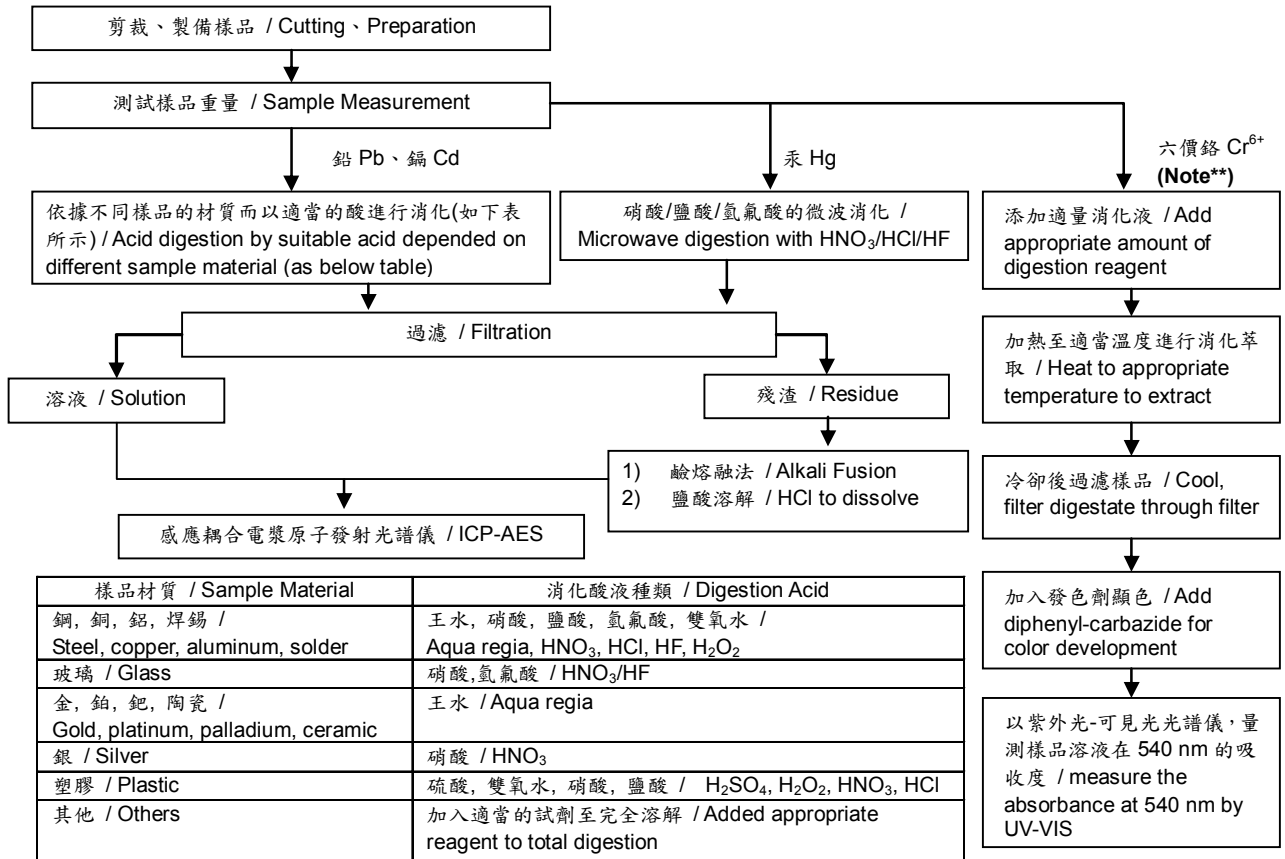 剪裁、製備樣品 / Cutting、Preparation
測試樣品重量 / Sample Measurement
鉛 Pb、鎘 Cd
汞 Hg
六價鉻 Cr⁶⁺
(Note**)
依據不同樣品的材質而以適當的酸進行消化(如下表
所示) / Acid digestion by suitable acid depended on
different sample material (as below table)
硝酸/鹽酸/氫氟酸的微波消化 /
Microwave digestion with HNO₃/HCl/HF
添加適量消化液 / Add
appropriate amount of
digestion reagent
過濾 / Filtration
加熱至適當溫度進行消化萃
取 / Heat to appropriate
temperature to extract
溶液 / Solution
殘渣 / Residue
1) 鹼熔融法 / Alkali Fusion
2) 鹽酸溶解 / HCl to dissolve
冷卻後過濾樣品 / Cool,
filter digestate through filter
感應耦合電漿原子發射光譜儀 / ICP-AES
加入發色劑顯色 / Add
diphenyl-carbazide for
color development
以紫外光-可見光光譜儀，量
測樣品溶液在 540 nm 的吸
收度 / measure the
absorbance at 540 nm by
UV-VIS
樣品材質 / Sample Material
消化酸液種類 / Digestion Acid
鋼, 銅, 鋁, 焊錫 /
Steel, copper, aluminum, solder
王水, 硝酸, 鹽酸, 氫氟酸, 雙氧水 /
Aqua regia, HNO₃, HCl, HF, H₂O₂
玻璃 / Glass
硝酸,氫氟酸 / HNO₃/HF
金, 鉑, 鈀, 陶瓷 /
Gold, platinum, palladium, ceramic
王水 / Aqua regia
銀 / Silver
硝酸 / HNO₃
塑膠 / Plastic
硫酸, 雙氧水, 硝酸, 鹽酸 / H₂SO₄, H₂O₂, HNO₃, HCl
其他 / Others
加入適當的試劑至完全溶解 / Added appropriate
reagent to total digestion